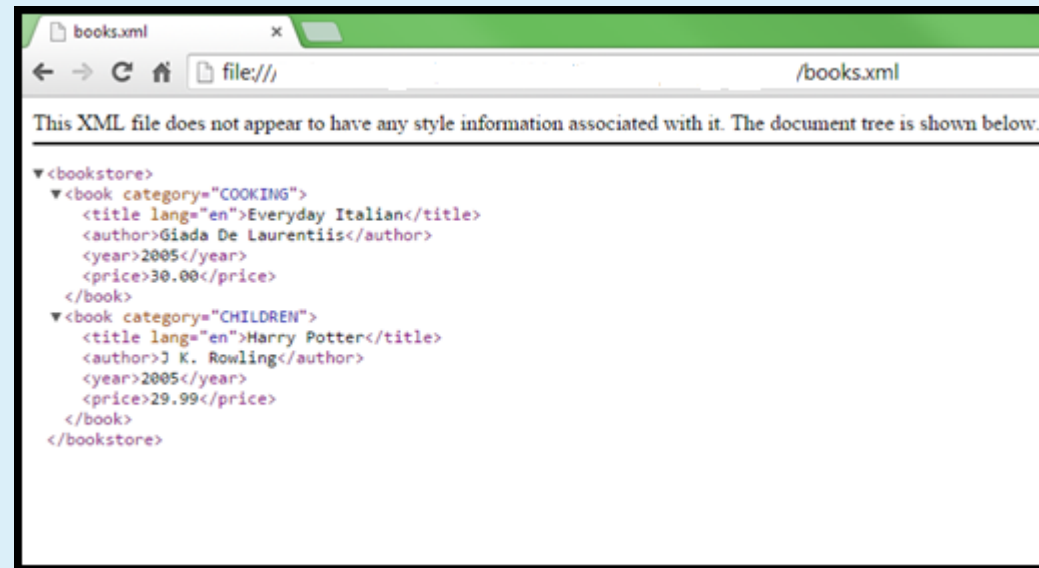 books.xml
file:/// /books.xml
This XML file does not appear to have any style information associated with it. The document tree is shown below.
▼<bookstore>
▼<book category="COOKING">
<title lang="en">Everyday Italian</title>
<author>Giada De Laurentiis</author>
<year>2005</year>
<price>30.00</price>
</book>
▼<book category="CHILDREN">
<title lang="en">Harry Potter</title>
<author>J K. Rowling</author>
<year>2005</year>
<price>29.99</price>
</book>
</bookstore>